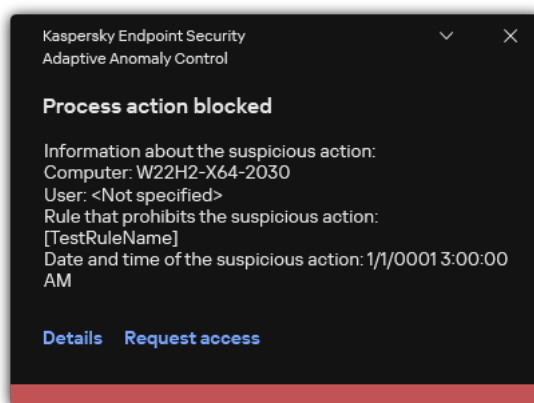 Kaspersky Endpoint Security
Adaptive Anomaly Control
Process action blocked
Information about the suspicious action:
Computer: W22H2-X64-2030
User: <Not specified>
Rule that prohibits the suspicious action:
[TestRuleName]
Date and time of the suspicious action: 1/1/0001 3:00:00
AM
Details Request access